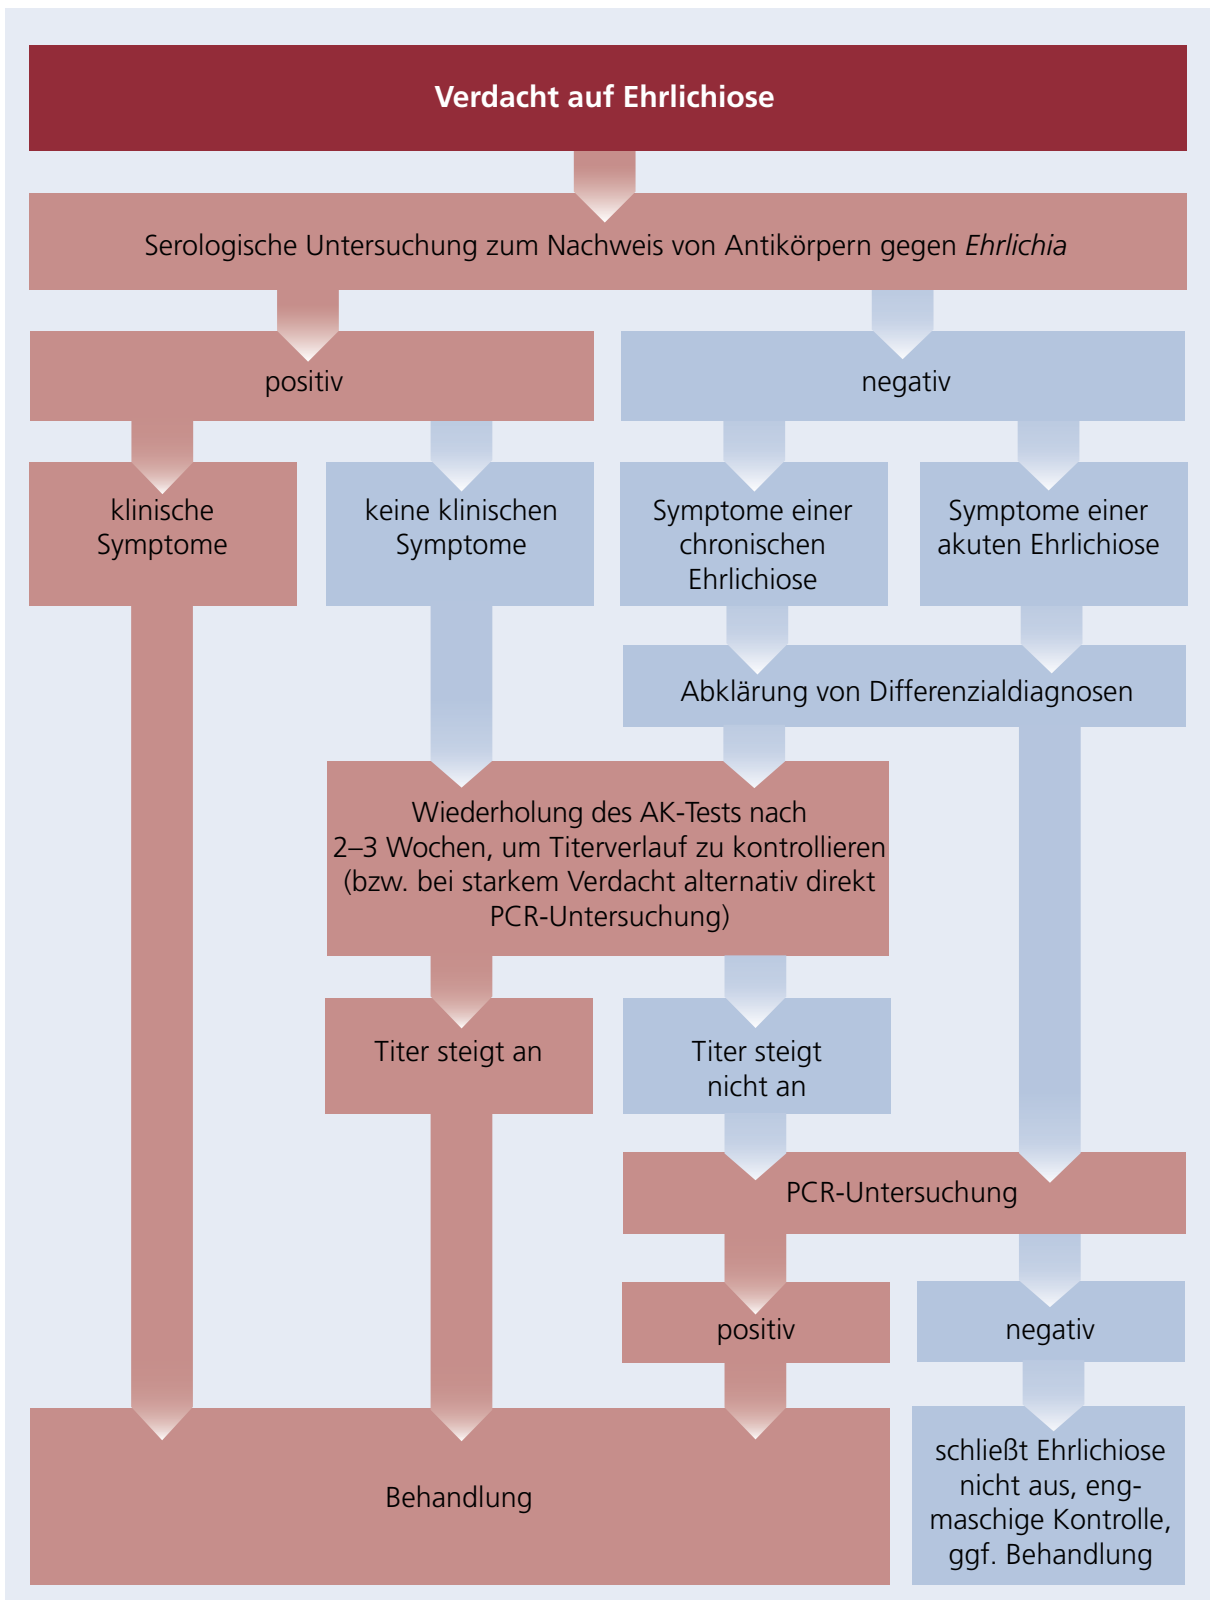 Verdacht auf Ehrlichiose
Serologische Untersuchung zum Nachweis von Antikörpern gegen Ehrlichia
positiv
negativ
klinische
Symptome
keine klinischen
Symptome
Symptome einer
chronischen
Ehrlichiose
Symptome einer
akuten Ehrlichiose
Abklärung von Differenzialdiagnosen
Wiederholung des AK-Tests nach
2–3 Wochen, um Titerverlauf zu kontrollieren
(bzw. bei starkem Verdacht alternativ direkt
PCR-Untersuchung)
Titer steigt an
Titer steigt
nicht an
PCR-Untersuchung
positiv
negativ
Behandlung
schließt Ehrlichiose
nicht aus, eng-
maschige Kontrolle,
ggf. Behandlung